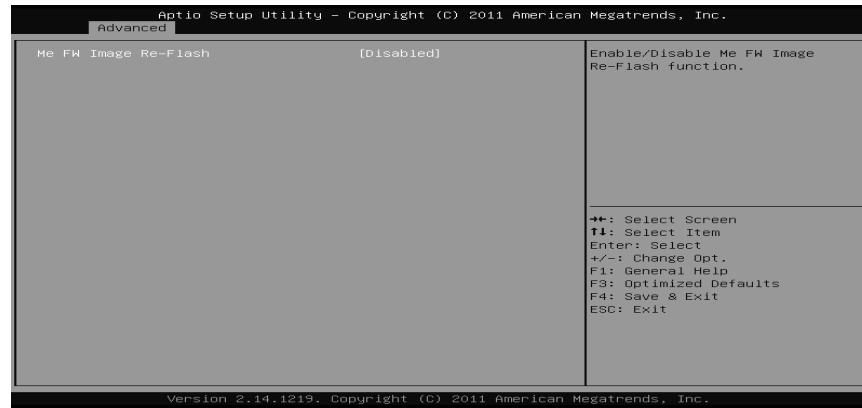 Aptio Setup Utility – Copyright (C) 2011 American Megatrends, Inc.
Advanced
Me FW Image Re-Flash [Disabled]
Enable/Disable Me FW Image
Re-Flash function.
→←: Select Screen
↑↓: Select Item
Enter: Select
+/-: Change Opt.
F1: General Help
F3: Optimized Defaults
F4: Save & Exit
ESC: Exit
Version 2.14.1219. Copyright (C) 2011 American Megatrends, Inc.